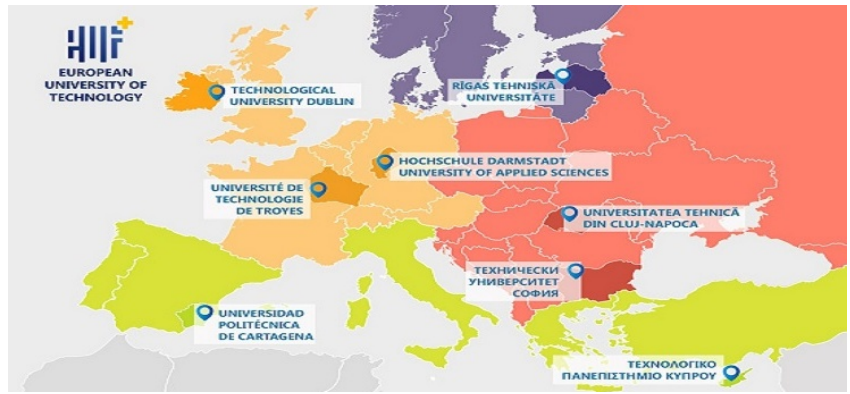 EUROPEAN
UNIVERSITY OF
TECHNOLOGY
TECHNOLOGICAL
UNIVERSITY DUBLIN
RĪGAS TEHNISKĀ
UNIVERSITĀTE
HOCHSCHULE DARMSTADT
UNIVERSITY OF APPLIED SCIENCES
UNIVERSITÉ DE
TECHNOLOGIE
DE TROYES
UNIVERSITATEA TEHNICĂ
DIN CLUJ-NAPOCA
ТЕХНИЧЕСКИ
УНИВЕРСИТЕТ
СОФИЯ
UNIVERSIDAD
POLITÉCNICA
DE CARTAGENA
ΤΕΧΝΟΛΟΓΙΚΟ
ΠΑΝΕΠΙΣΤΗΜΙΟ ΚΥΠΡΟΥ